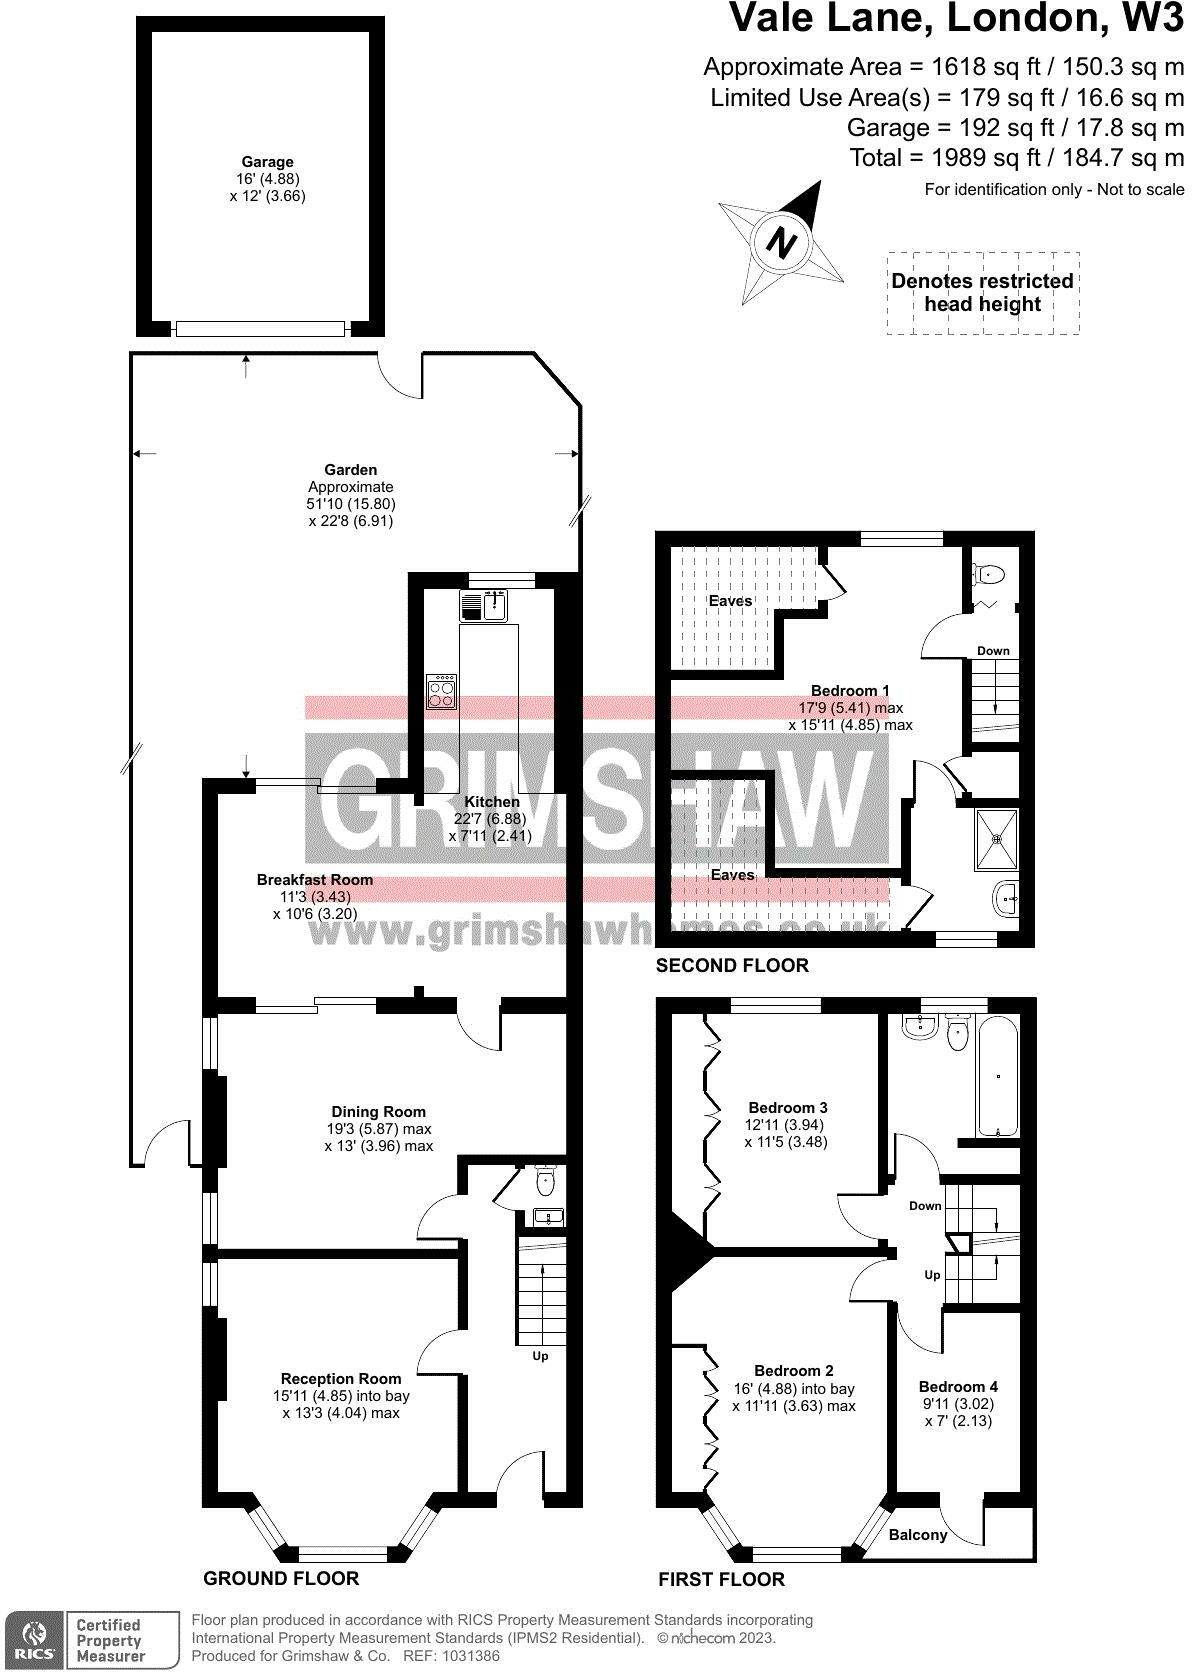 Vale Lane, London, W3
Approximate Area = 1618 sq ft / 150.3 sq m
Limited Use Area(s) = 179 sq ft / 16.6 sq m
Garage = 192 sq ft / 17.8 sq m
Total = 1989 sq ft / 184.7 sq m
For identification only - Not to scale
N
Denotes restricted
head height
Garage
16' (4.88)
x 12' (3.66)
Garden
Approximate
51'10 (15.80)
x 22'8 (6.91)
Kitchen
22'7 (6.88)
x 7'11 (2.41)
Breakfast Room
11'3 (3.43)
x 10'6 (3.20)
Dining Room
19'3 (5.87) max
x 13' (3.96) max
Up
Reception Room
15'11 (4.85) into bay
x 13'3 (4.04) max
GROUND FLOOR
Eaves
Down
Bedroom 1
17'9 (5.41) max
x 15'11 (4.85) max
Eaves
SECOND FLOOR
Bedroom 3
12'11 (3.94)
x 11'5 (3.48)
Down
Up
Bedroom 2
16' (4.88) into bay
x 11'11 (3.63) max
Bedroom 4
9'11 (3.02)
x 7' (2.13)
Balcony
FIRST FLOOR
GRIMSHAW
www.grimshawhomes.co.uk
RICS
Certified
Property
Measurer
Floor plan produced in accordance with RICS Property Measurement Standards incorporating
International Property Measurement Standards (IPMS2 Residential). © nichecom 2023.
Produced for Grimshaw & Co. REF: 1031386